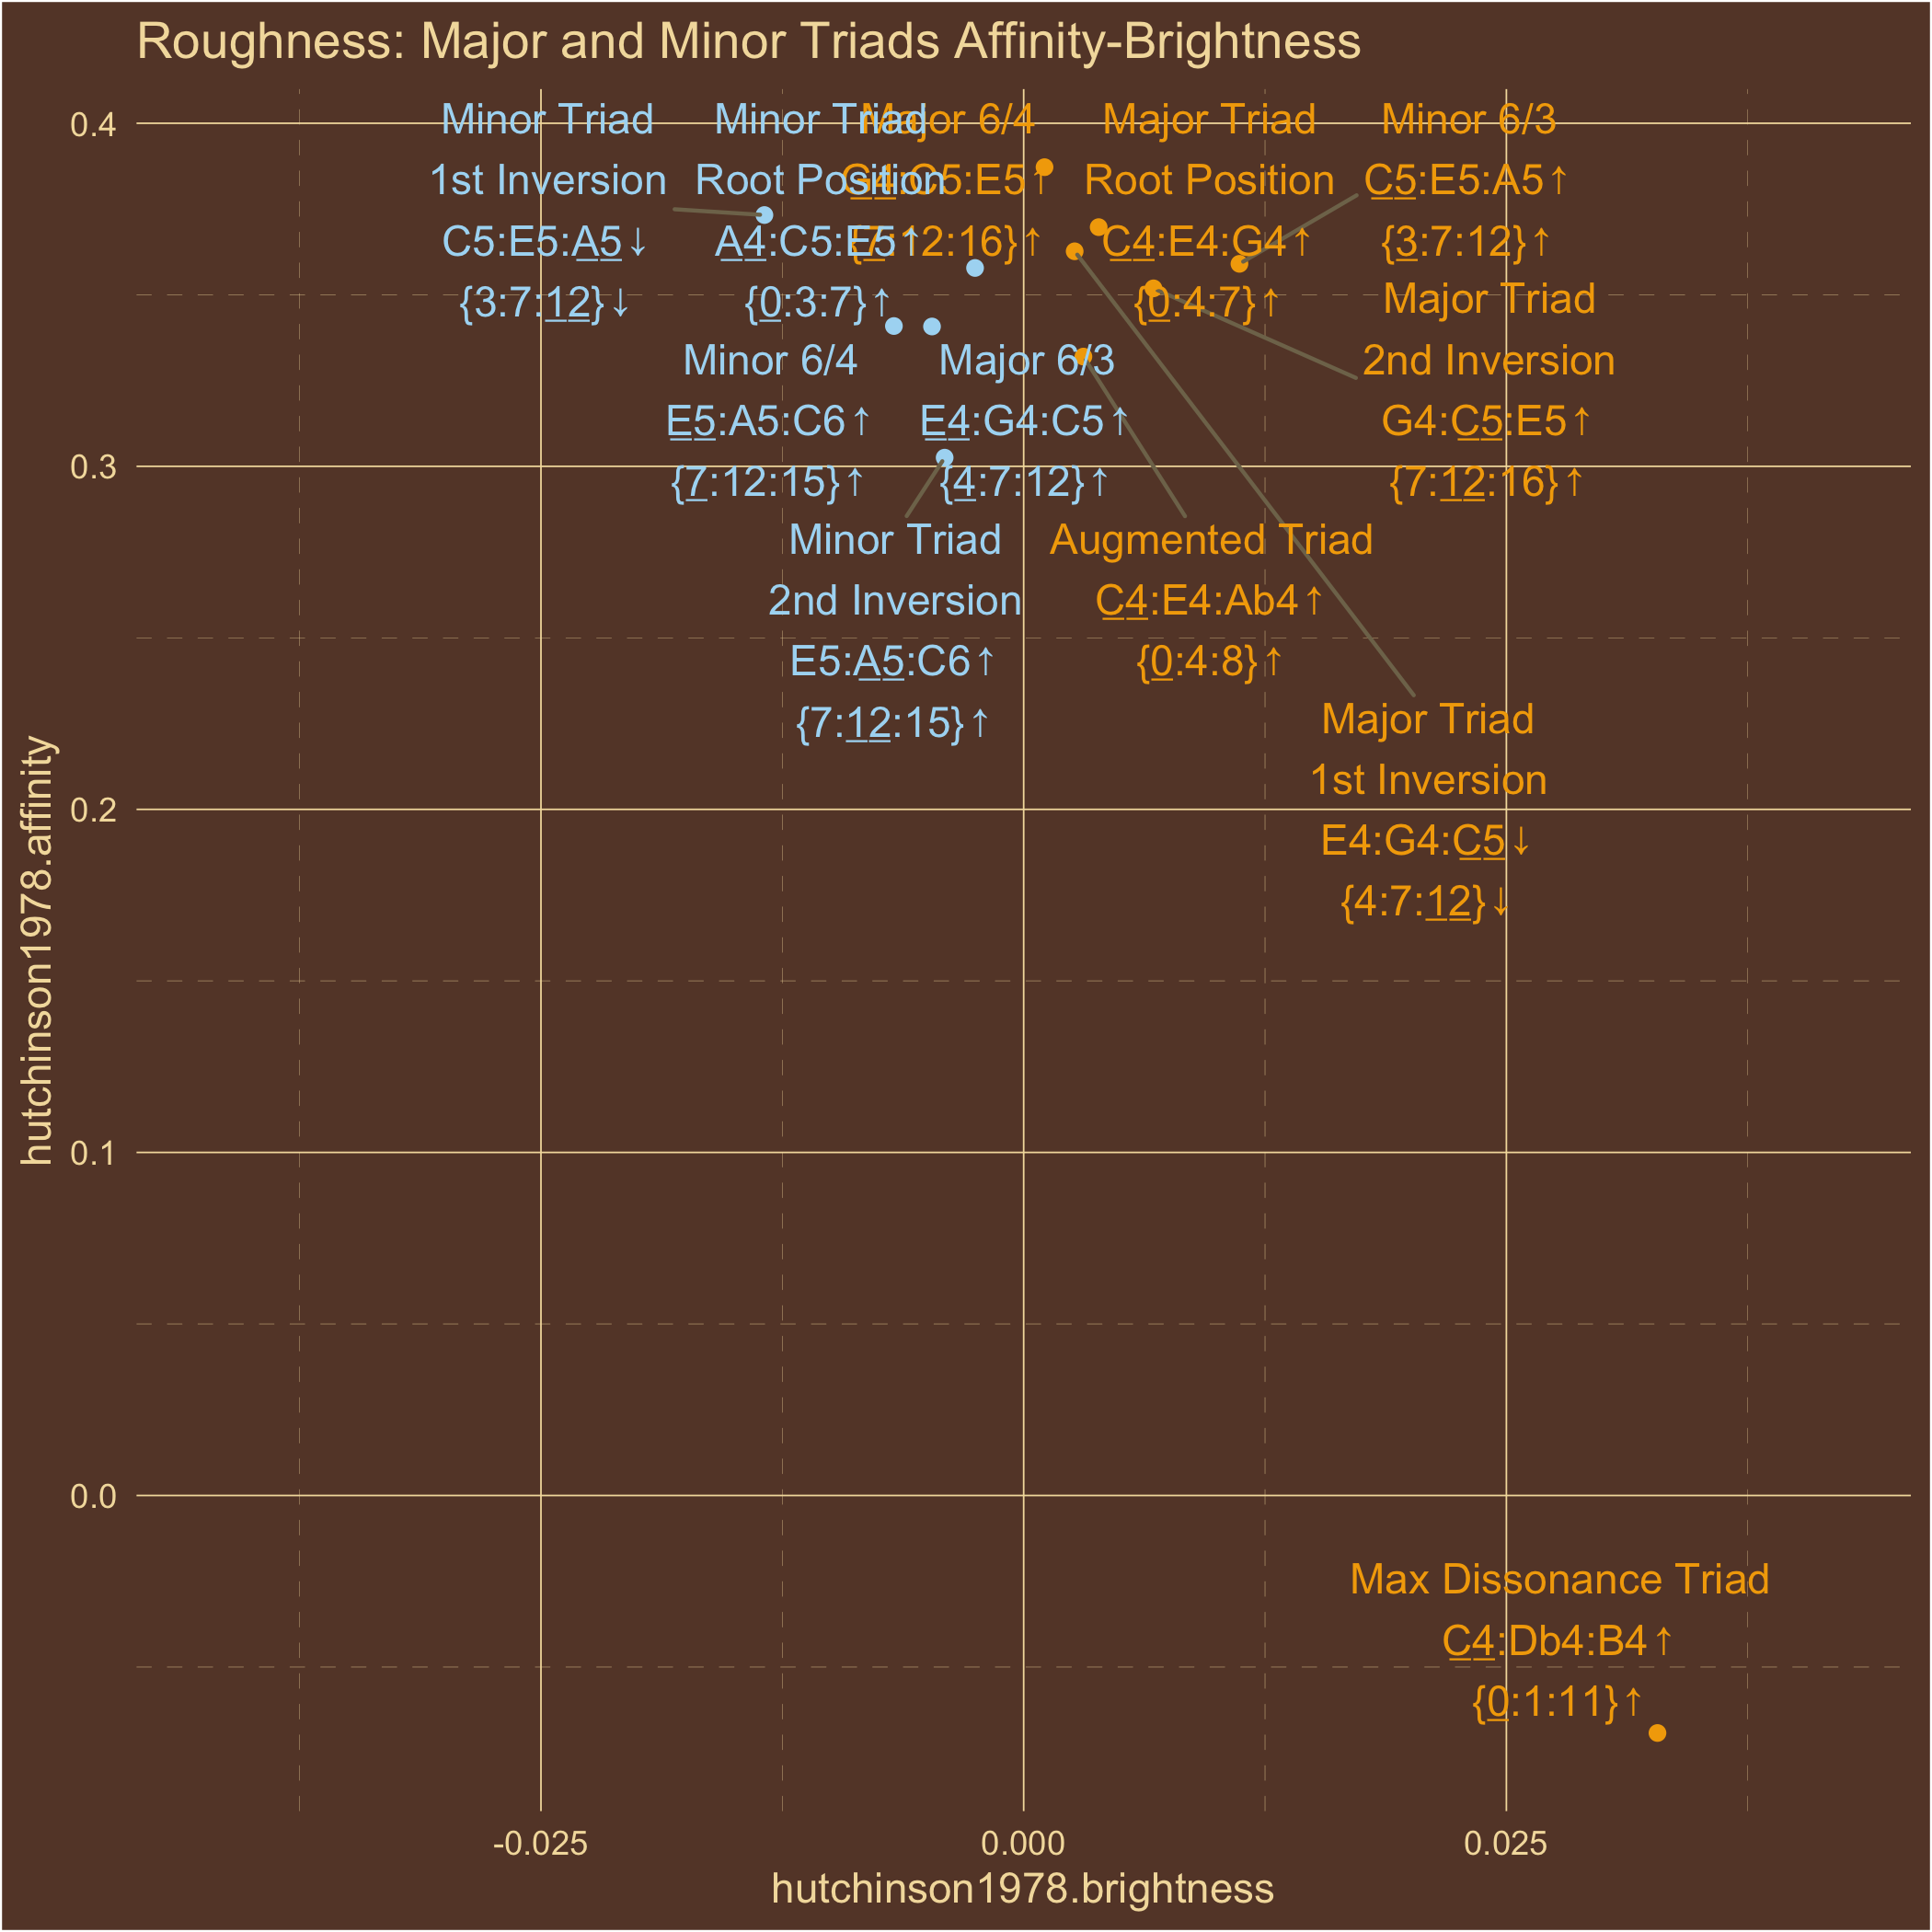 Roughness: Major and Minor Triads Affinity-Brightness
Minor Triad
1st Inversion
C5:E5:A5↓
{3:7:12}↓
Minor Triad
Root Position
A4:C5:E5↑
{0:3:7}↑
Major 6/4
G4:C5:E5↑
{7:12:16}↑
Major Triad
Root Position
C4:E4:G4↑
{0:4:7}↑
Minor 6/3
C5:E5:A5↑
{3:7:12}↑
Minor 6/4
E5:A5:C6↑
{7:12:15}↑
Major 6/3
E4:G4:C5↑
{4:7:12}↑
Major Triad
2nd Inversion
G4:C5:E5↑
{7:12:16}↑
Minor Triad
2nd Inversion
E5:A5:C6↑
{7:12:15}↑
Augmented Triad
C4:E4:Ab4↑
{0:4:8}↑
Major Triad
1st Inversion
E4:G4:C5↓
{4:7:12}↓
Max Dissonance Triad
C4:Db4:B4↑
{0:1:11}↑
0.4
0.3
0.2
0.1
0.0
hutchinson1978.affinity
-0.025
0.000
0.025
hutchinson1978.brightness